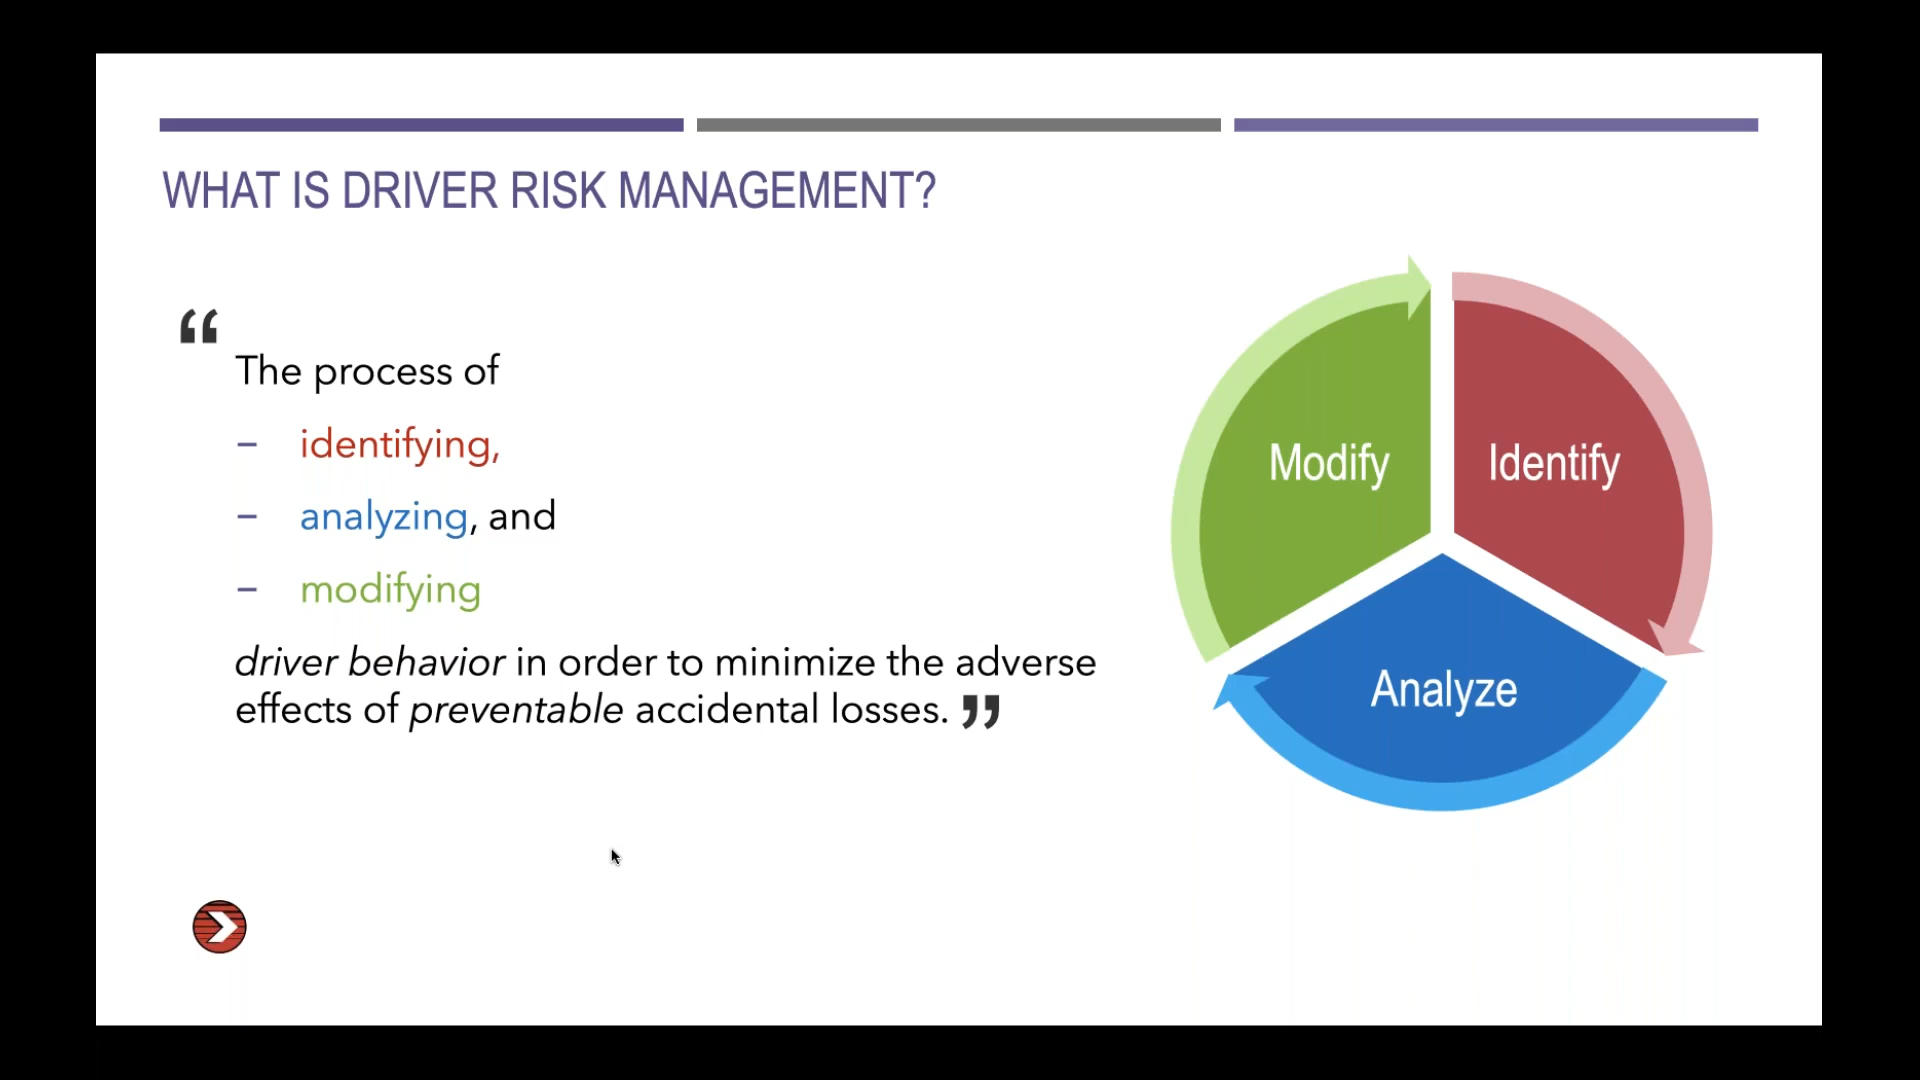 WHAT IS DRIVER RISK MANAGEMENT?
“
The process of
– identifying,
– analyzing, and
– modifying
driver behavior in order to minimize the adverse
effects of preventable accidental losses. ”
Modify
Identify
Analyze